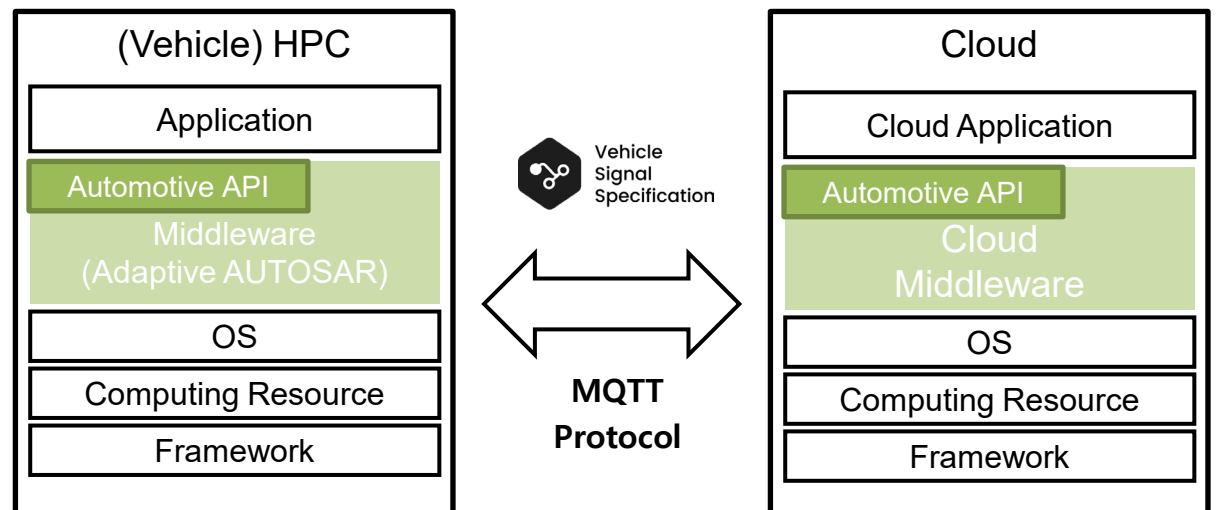 (Vehicle) HPC
Application
Automotive API
Middleware
(Adaptive AUTOSAR)
OS
Computing Resource
Framework
Vehicle
Signal
Specification
MQTT
Protocol
Cloud
Cloud Application
Automotive API
Cloud
Middleware
OS
Computing Resource
Framework